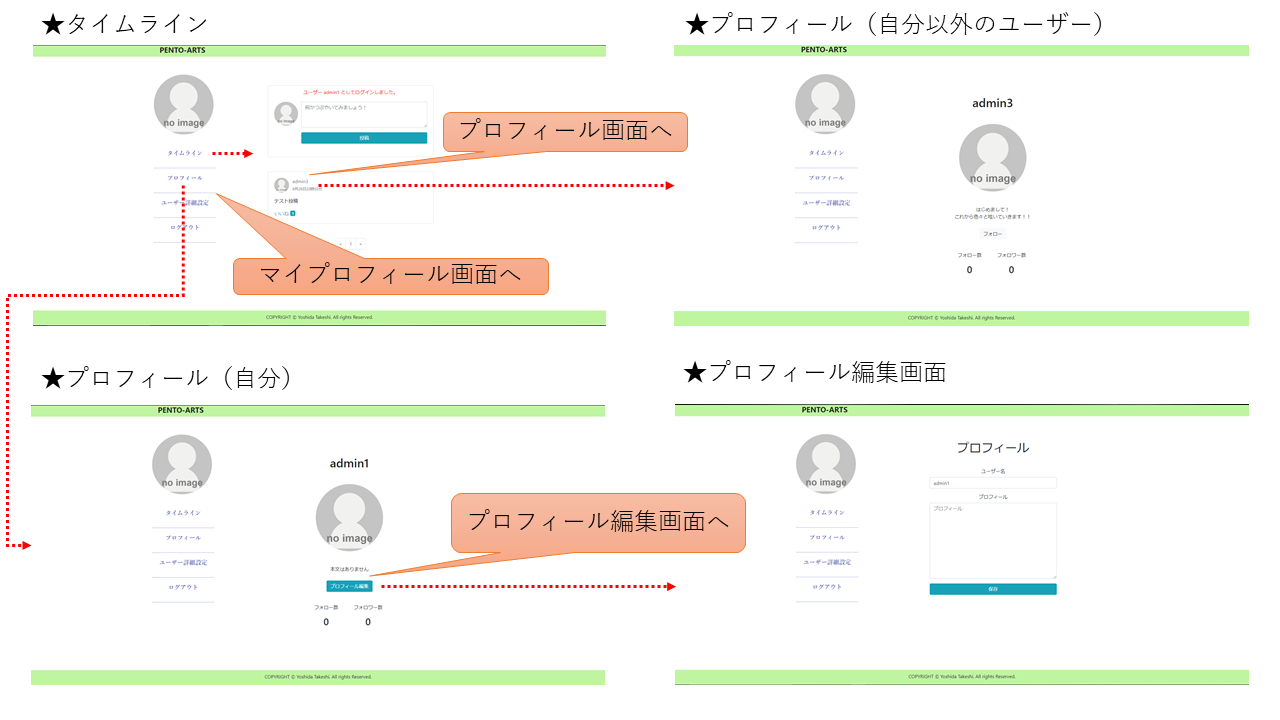 ★タイムライン
PENTO-ARTS
no image
タイムライン
プロフィール
ユーザー詳細設定
ログアウト
ユーザー admin1 としてログインしました。
no image
何かつぶやいてみましょう！
投稿
admin3
テスト投稿
いいね
«
1
»
プロフィール画面へ
マイプロフィール画面へ
COPYRIGHT © Yoshida Takeshi. All rights Reserved.
★プロフィール（自分以外のユーザー）
PENTO-ARTS
no image
タイムライン
プロフィール
ユーザー詳細設定
ログアウト
admin3
no image
はじめまして！
これから色々と呟いていきます！！
フォロー
フォロー数 フォロワー数
0 0
COPYRIGHT © Yoshida Takeshi. All rights Reserved.
★プロフィール（自分）
PENTO-ARTS
no image
タイムライン
プロフィール
ユーザー詳細設定
ログアウト
admin1
no image
本文はありません
プロフィール編集
フォロー数 フォロワー数
0 0
プロフィール編集画面へ
COPYRIGHT © Yoshida Takeshi. All rights Reserved.
★プロフィール編集画面
PENTO-ARTS
no image
タイムライン
プロフィール
ユーザー詳細設定
ログアウト
プロフィール
ユーザー名
admin1
プロフィール
プロフィール
保存
COPYRIGHT © Yoshida Takeshi. All rights Reserved.